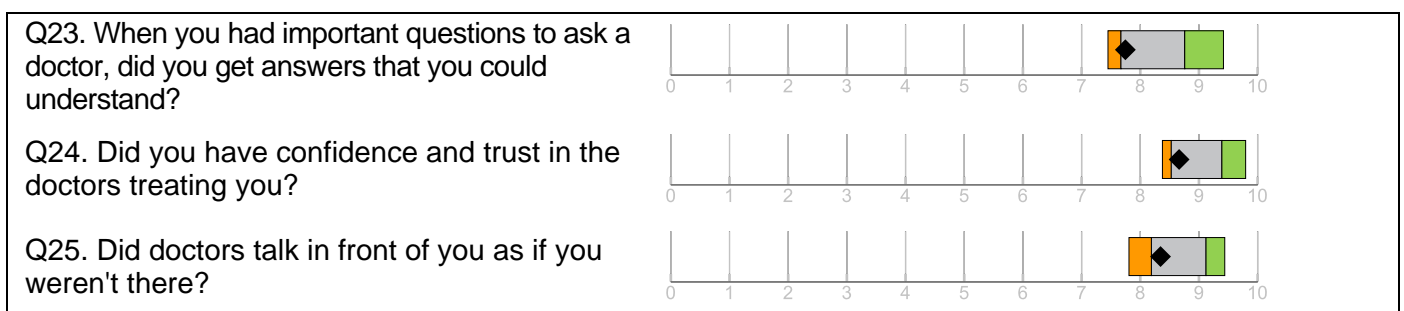 Q23. When you had important questions to ask a
doctor, did you get answers that you could
understand?
0 1 2 3 4 5 6 7 8 9 10
Q24. Did you have confidence and trust in the
doctors treating you?
0 1 2 3 4 5 6 7 8 9 10
Q25. Did doctors talk in front of you as if you
weren't there?
0 1 2 3 4 5 6 7 8 9 10